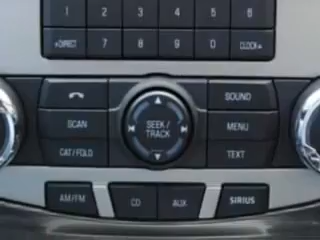 1 2 3 4 5 6
DIRECT 7 8 9 0 CLOCK
SOUND
SEEK /
TRACK
SCAN MENU
CAT/FOLD TEXT
AM/FM CD AUX SIRIUS